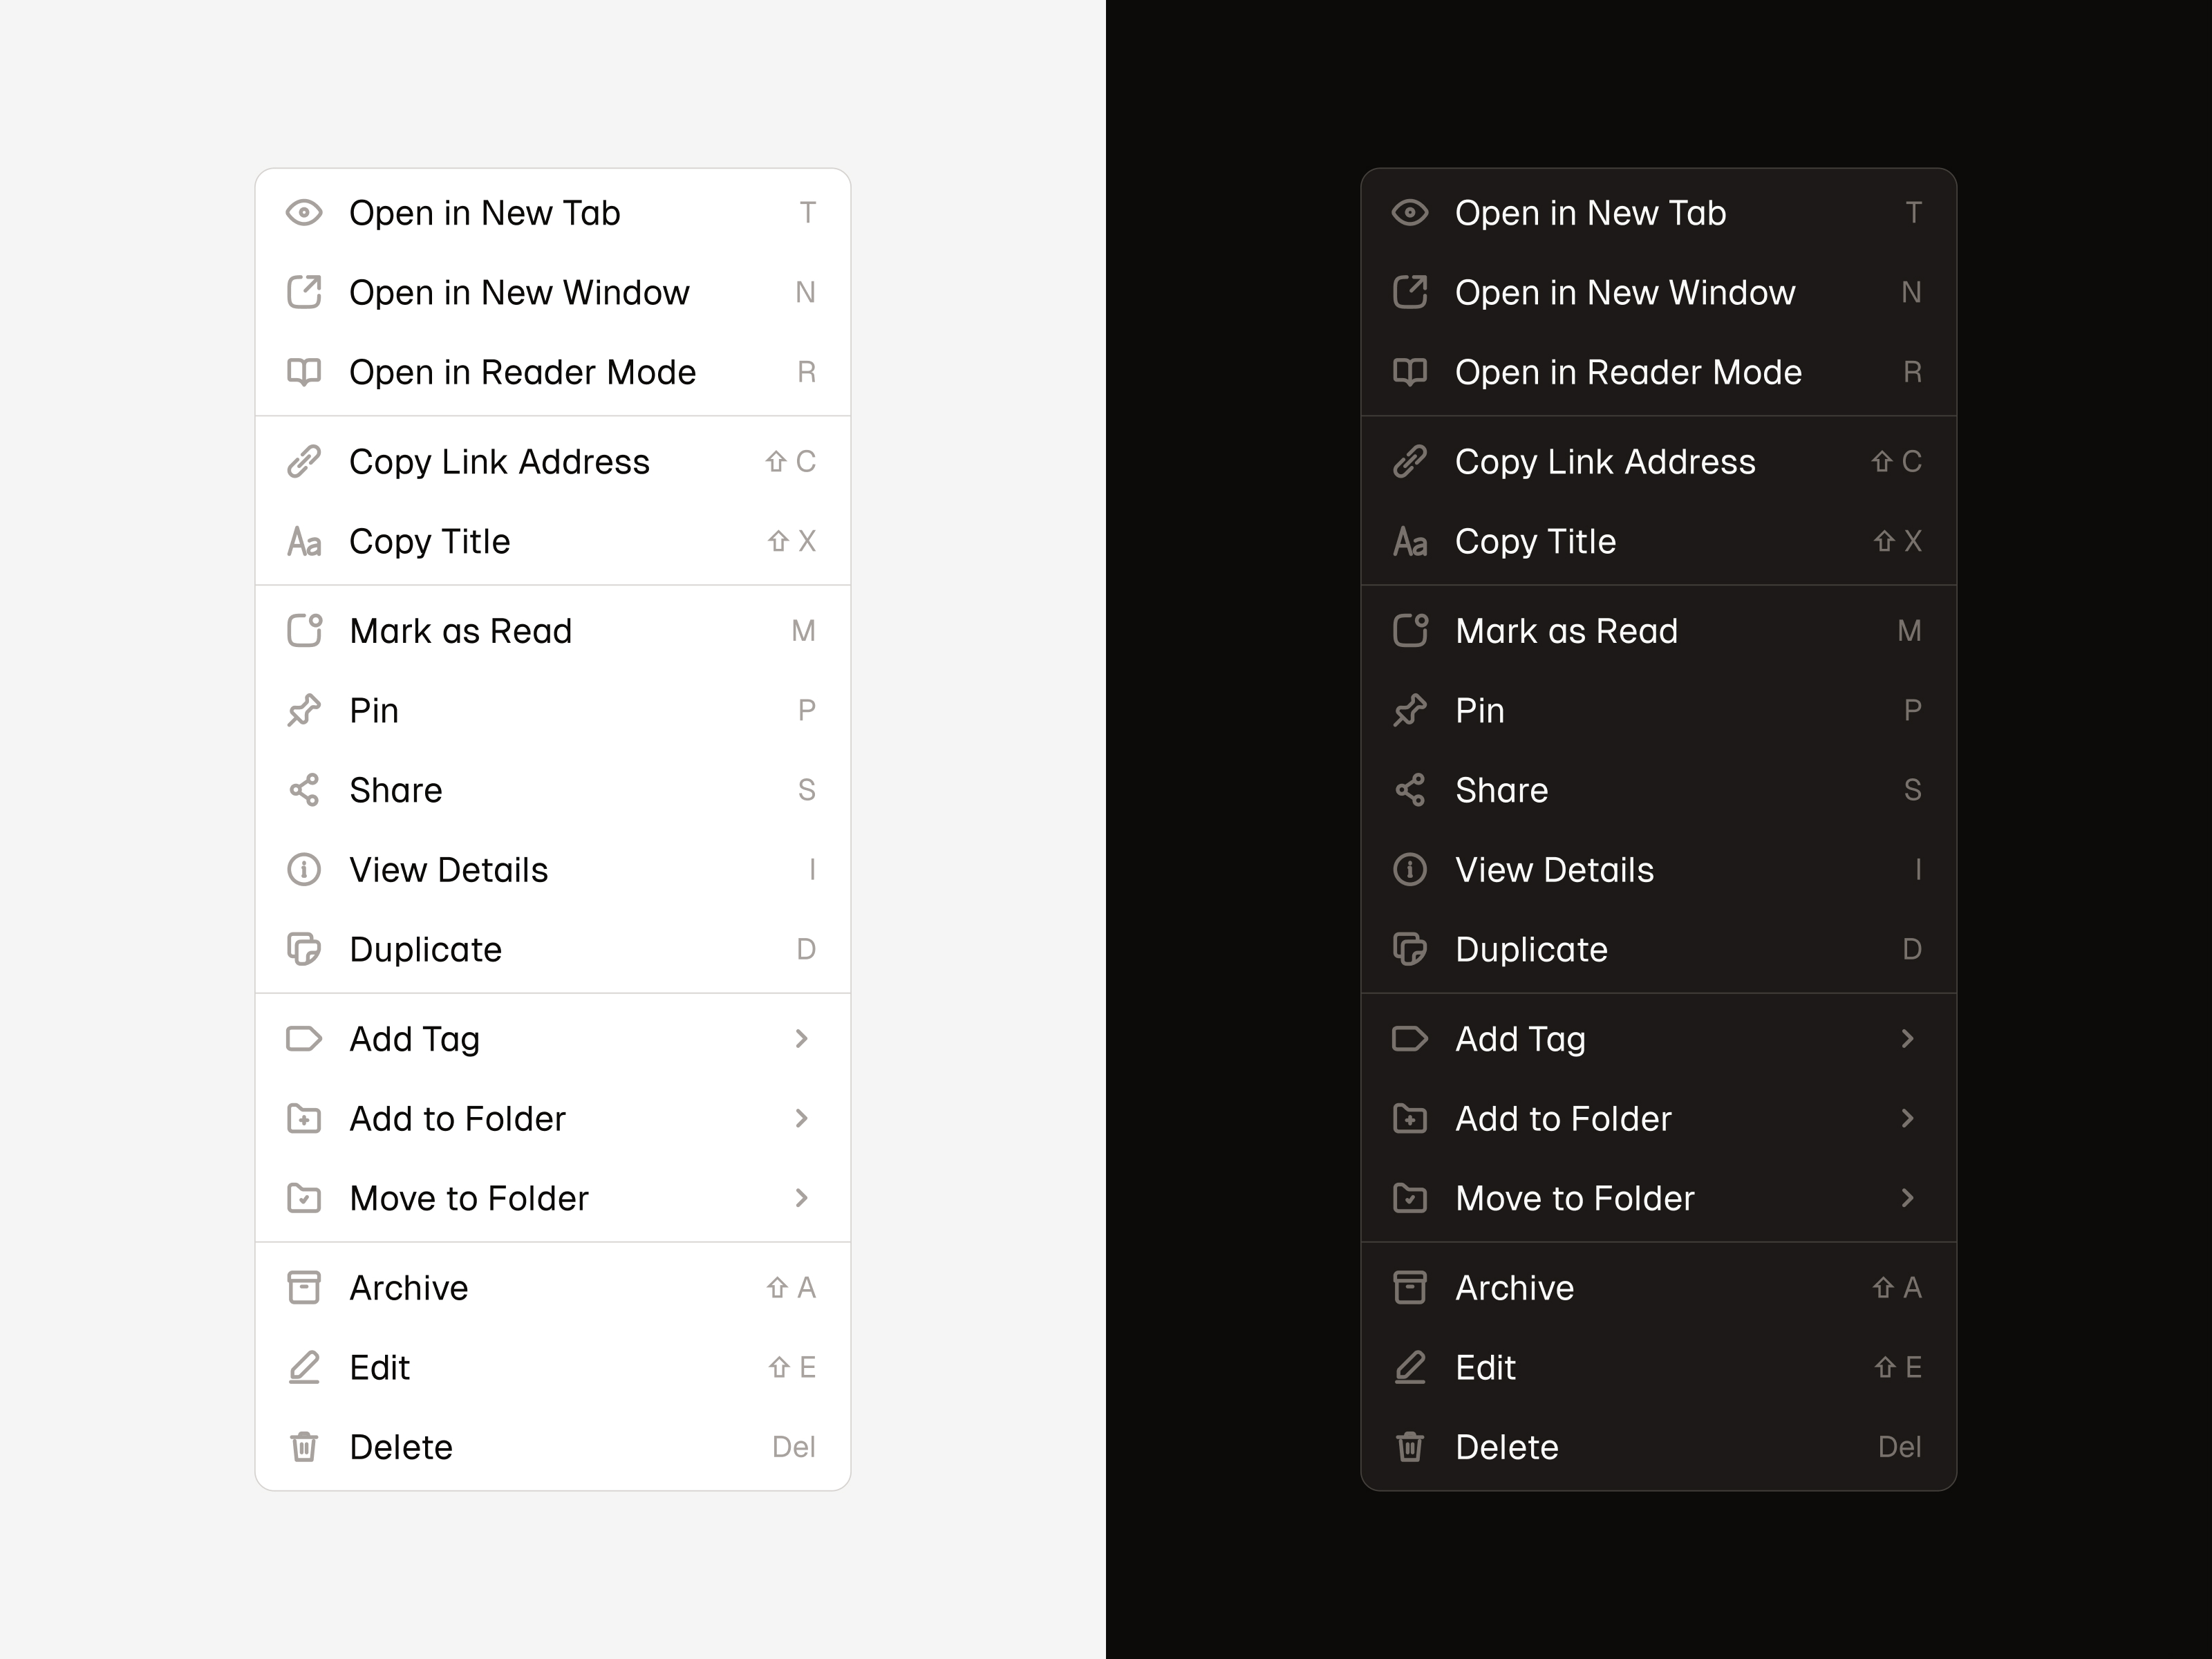 Open in New Tab T
Open in New Window N
Open in Reader Mode R
Copy Link Address ⇧ C
Aa Copy Title ⇧ X
Mark as Read M
Pin P
Share S
View Details I
Duplicate D
Add Tag
Add to Folder
Move to Folder
Archive ⇧ A
Edit ⇧ E
Delete Del
Open in New Tab T
Open in New Window N
Open in Reader Mode R
Copy Link Address ⇧ C
Aa Copy Title ⇧ X
Mark as Read M
Pin P
Share S
View Details I
Duplicate D
Add Tag
Add to Folder
Move to Folder
Archive ⇧ A
Edit ⇧ E
Delete Del